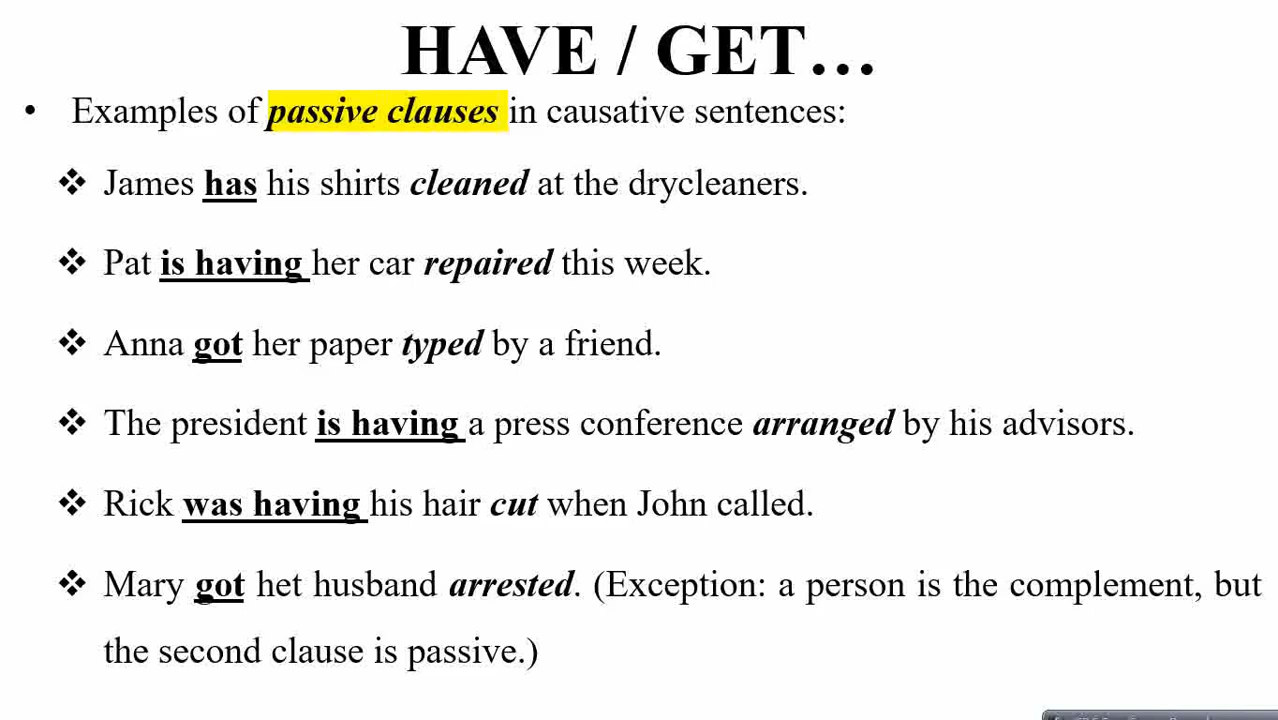 HAVE / GET…
• Examples of passive clauses in causative sentences:
❖ James has his shirts cleaned at the drycleaners.
❖ Pat is having her car repaired this week.
❖ Anna got her paper typed by a friend.
❖ The president is having a press conference arranged by his advisors.
❖ Rick was having his hair cut when John called.
❖ Mary got het husband arrested. (Exception: a person is the complement, but
the second clause is passive.)